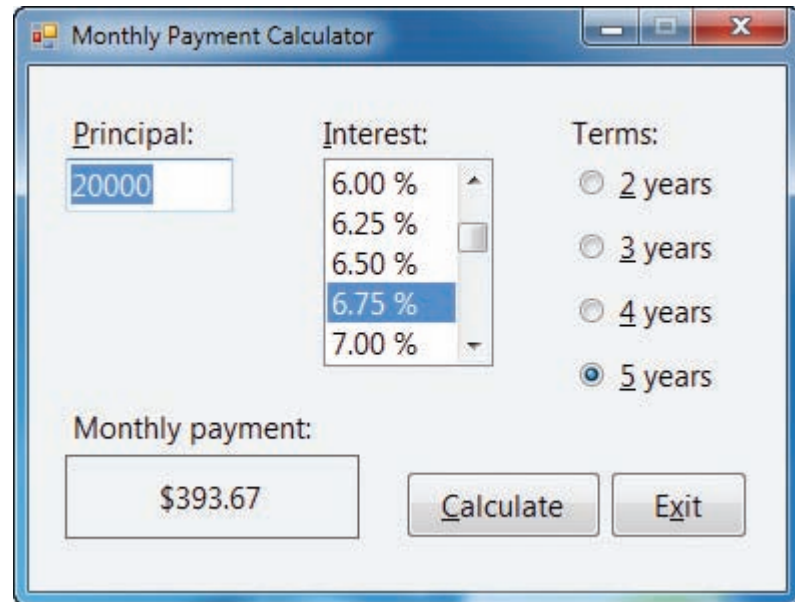 Monthly Payment Calculator
Principal:
20000
Interest:
6.00 %
6.25 %
6.50 %
6.75 %
7.00 %
Terms:
2 years
3 years
4 years
5 years
Monthly payment:
$393.67
Calculate
Exit